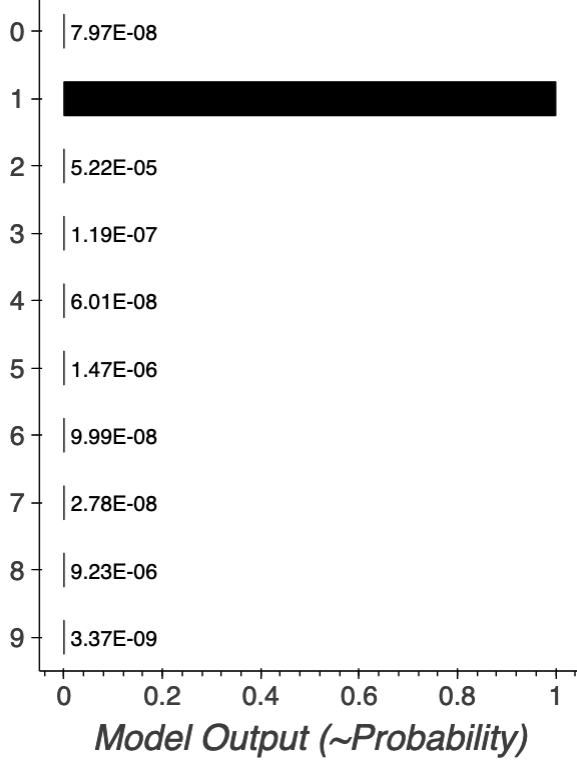 0 7.97E-08
1
2 5.22E-05
3 1.19E-07
4 6.01E-08
5 1.47E-06
6 9.99E-08
7 2.78E-08
8 9.23E-06
9 3.37E-09
0 0.2 0.4 0.6 0.8 1
Model Output (~Probability)